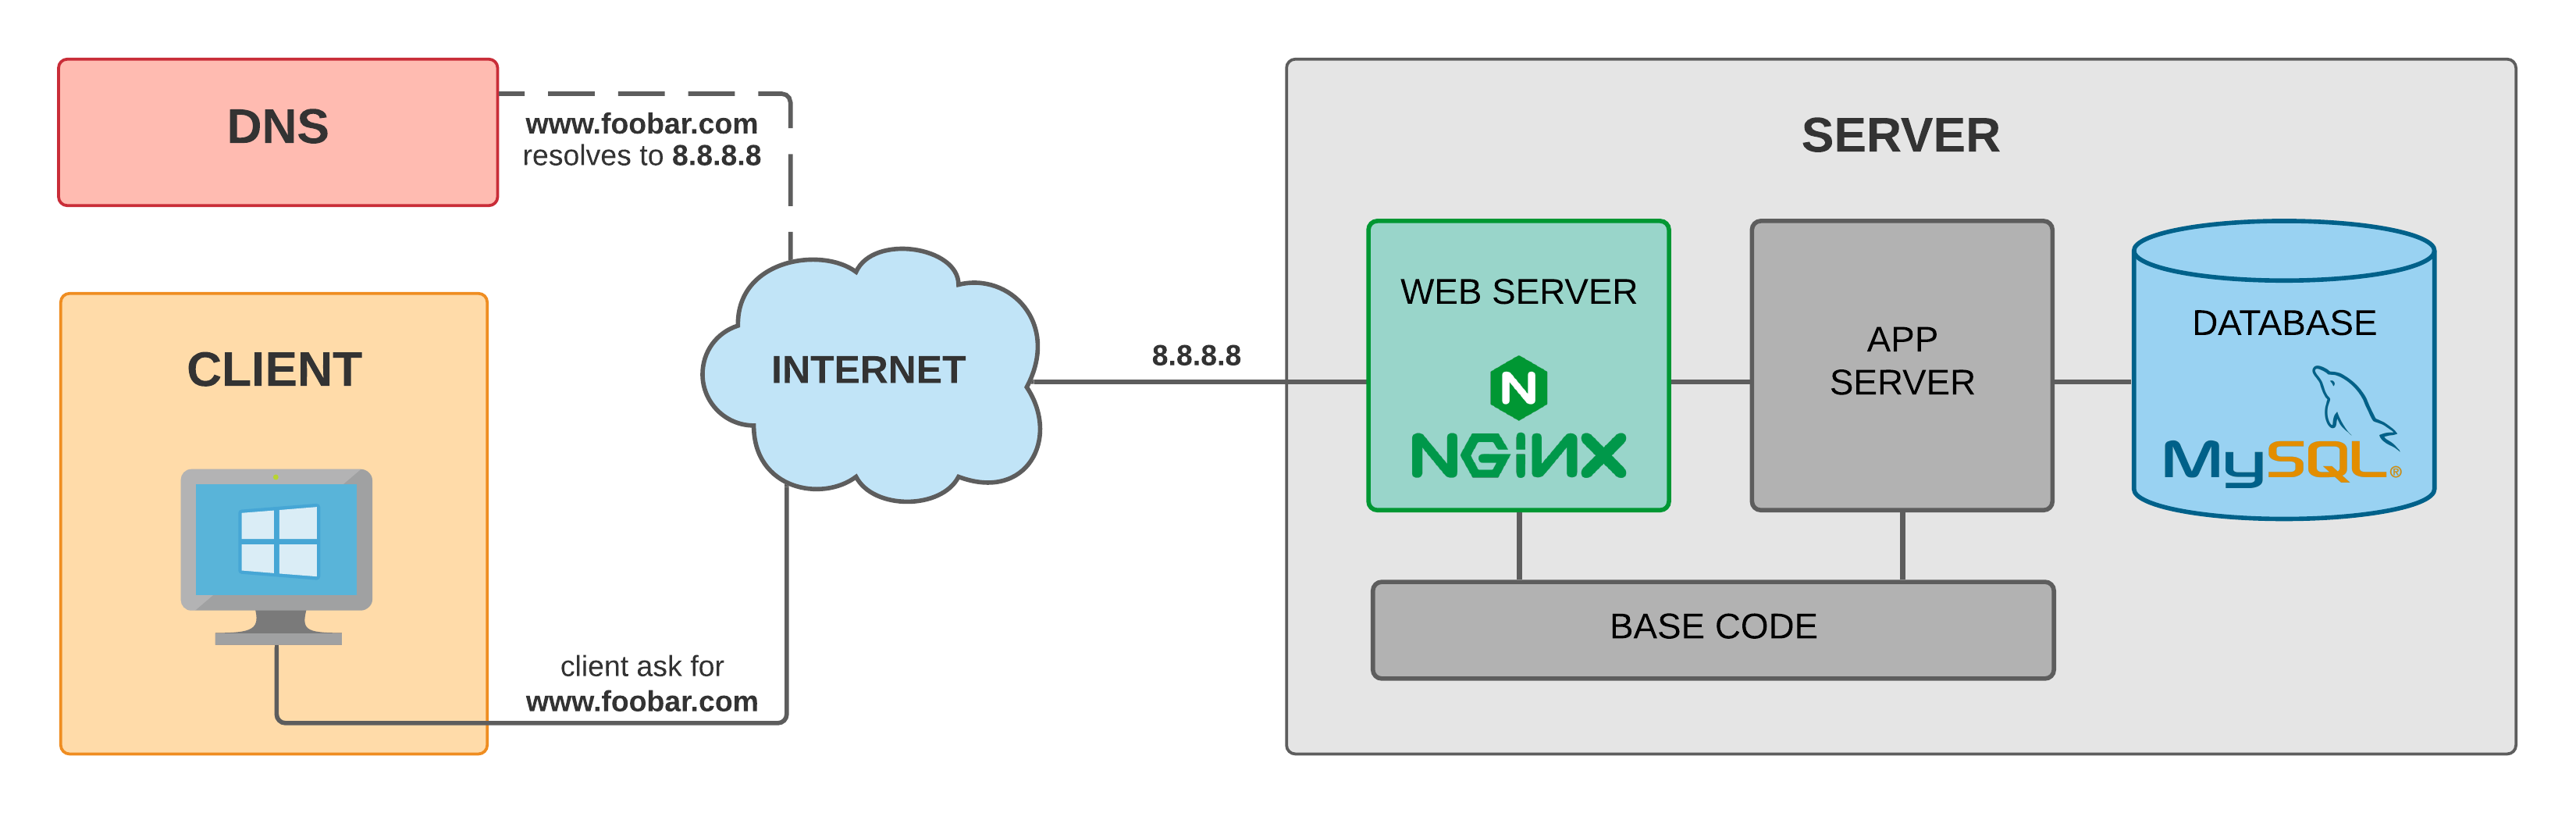 DNS
www.foobar.com
resolves to 8.8.8.8
CLIENT
client ask for
www.foobar.com
INTERNET
8.8.8.8
SERVER
WEB SERVER
N
NGiNX
APP
SERVER
DATABASE
MySQL®
BASE CODE